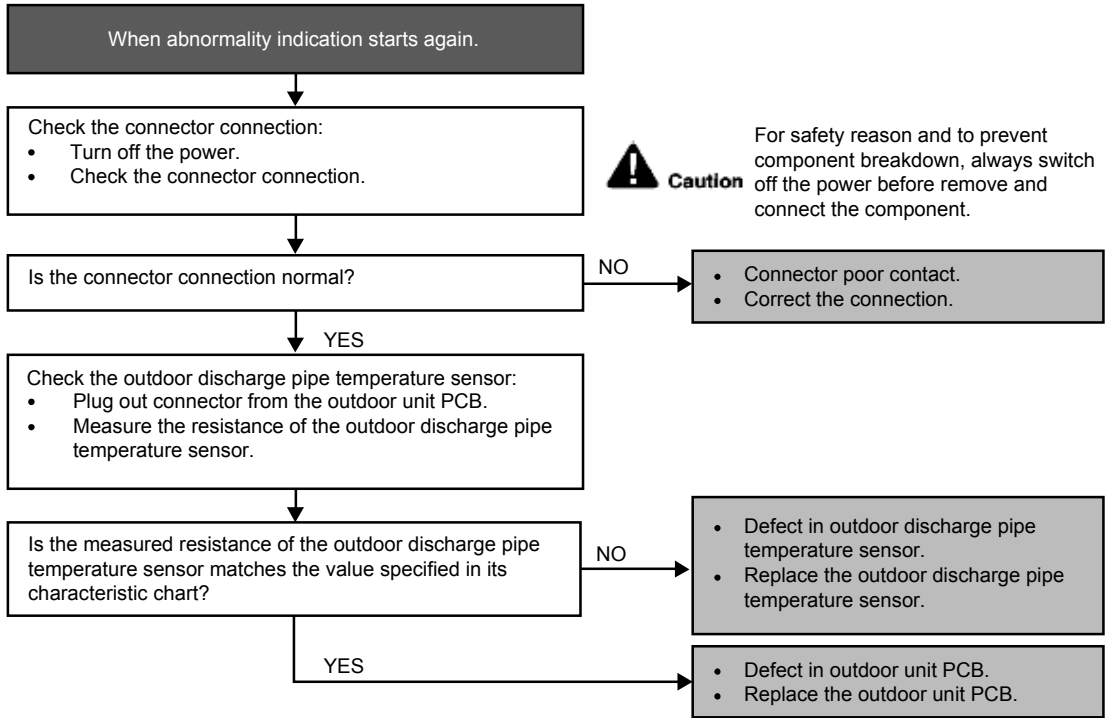 When abnormality indication starts again.
Check the connector connection:
• Turn off the power.
• Check the connector connection.
Caution
For safety reason and to prevent
component breakdown, always switch
off the power before remove and
connect the component.
Is the connector connection normal?
NO
• Connector poor contact.
• Correct the connection.
YES
Check the outdoor discharge pipe temperature sensor:
• Plug out connector from the outdoor unit PCB.
• Measure the resistance of the outdoor discharge pipe
temperature sensor.
Is the measured resistance of the outdoor discharge pipe
temperature sensor matches the value specified in its
characteristic chart?
NO
• Defect in outdoor discharge pipe
temperature sensor.
• Replace the outdoor discharge pipe
temperature sensor.
YES
• Defect in outdoor unit PCB.
• Replace the outdoor unit PCB.